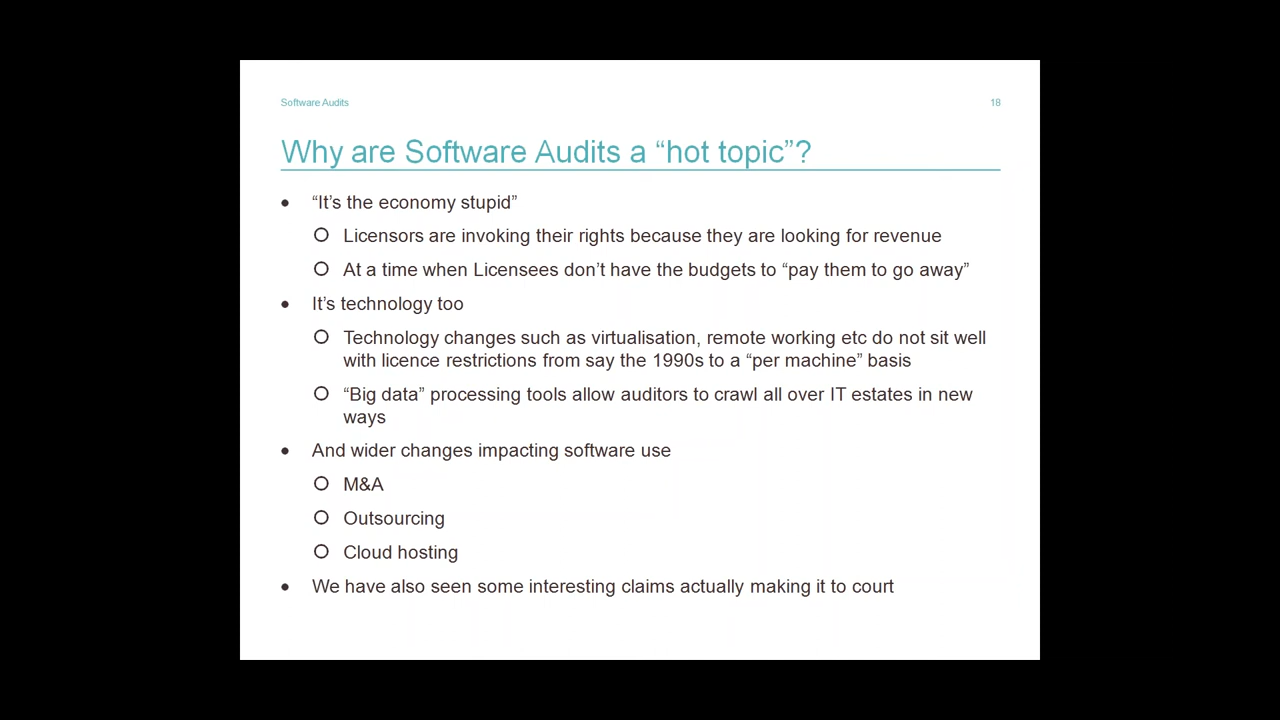 Software Audits
18
Why are Software Audits a “hot topic”?
“It’s the economy stupid”
Licensors are invoking their rights because they are looking for revenue
At a time when Licensees don’t have the budgets to “pay them to go away”
It’s technology too
Technology changes such as virtualisation, remote working etc do not sit well
with licence restrictions from say the 1990s to a “per machine” basis
“Big data” processing tools allow auditors to crawl all over IT estates in new
ways
And wider changes impacting software use
M&A
Outsourcing
Cloud hosting
We have also seen some interesting claims actually making it to court